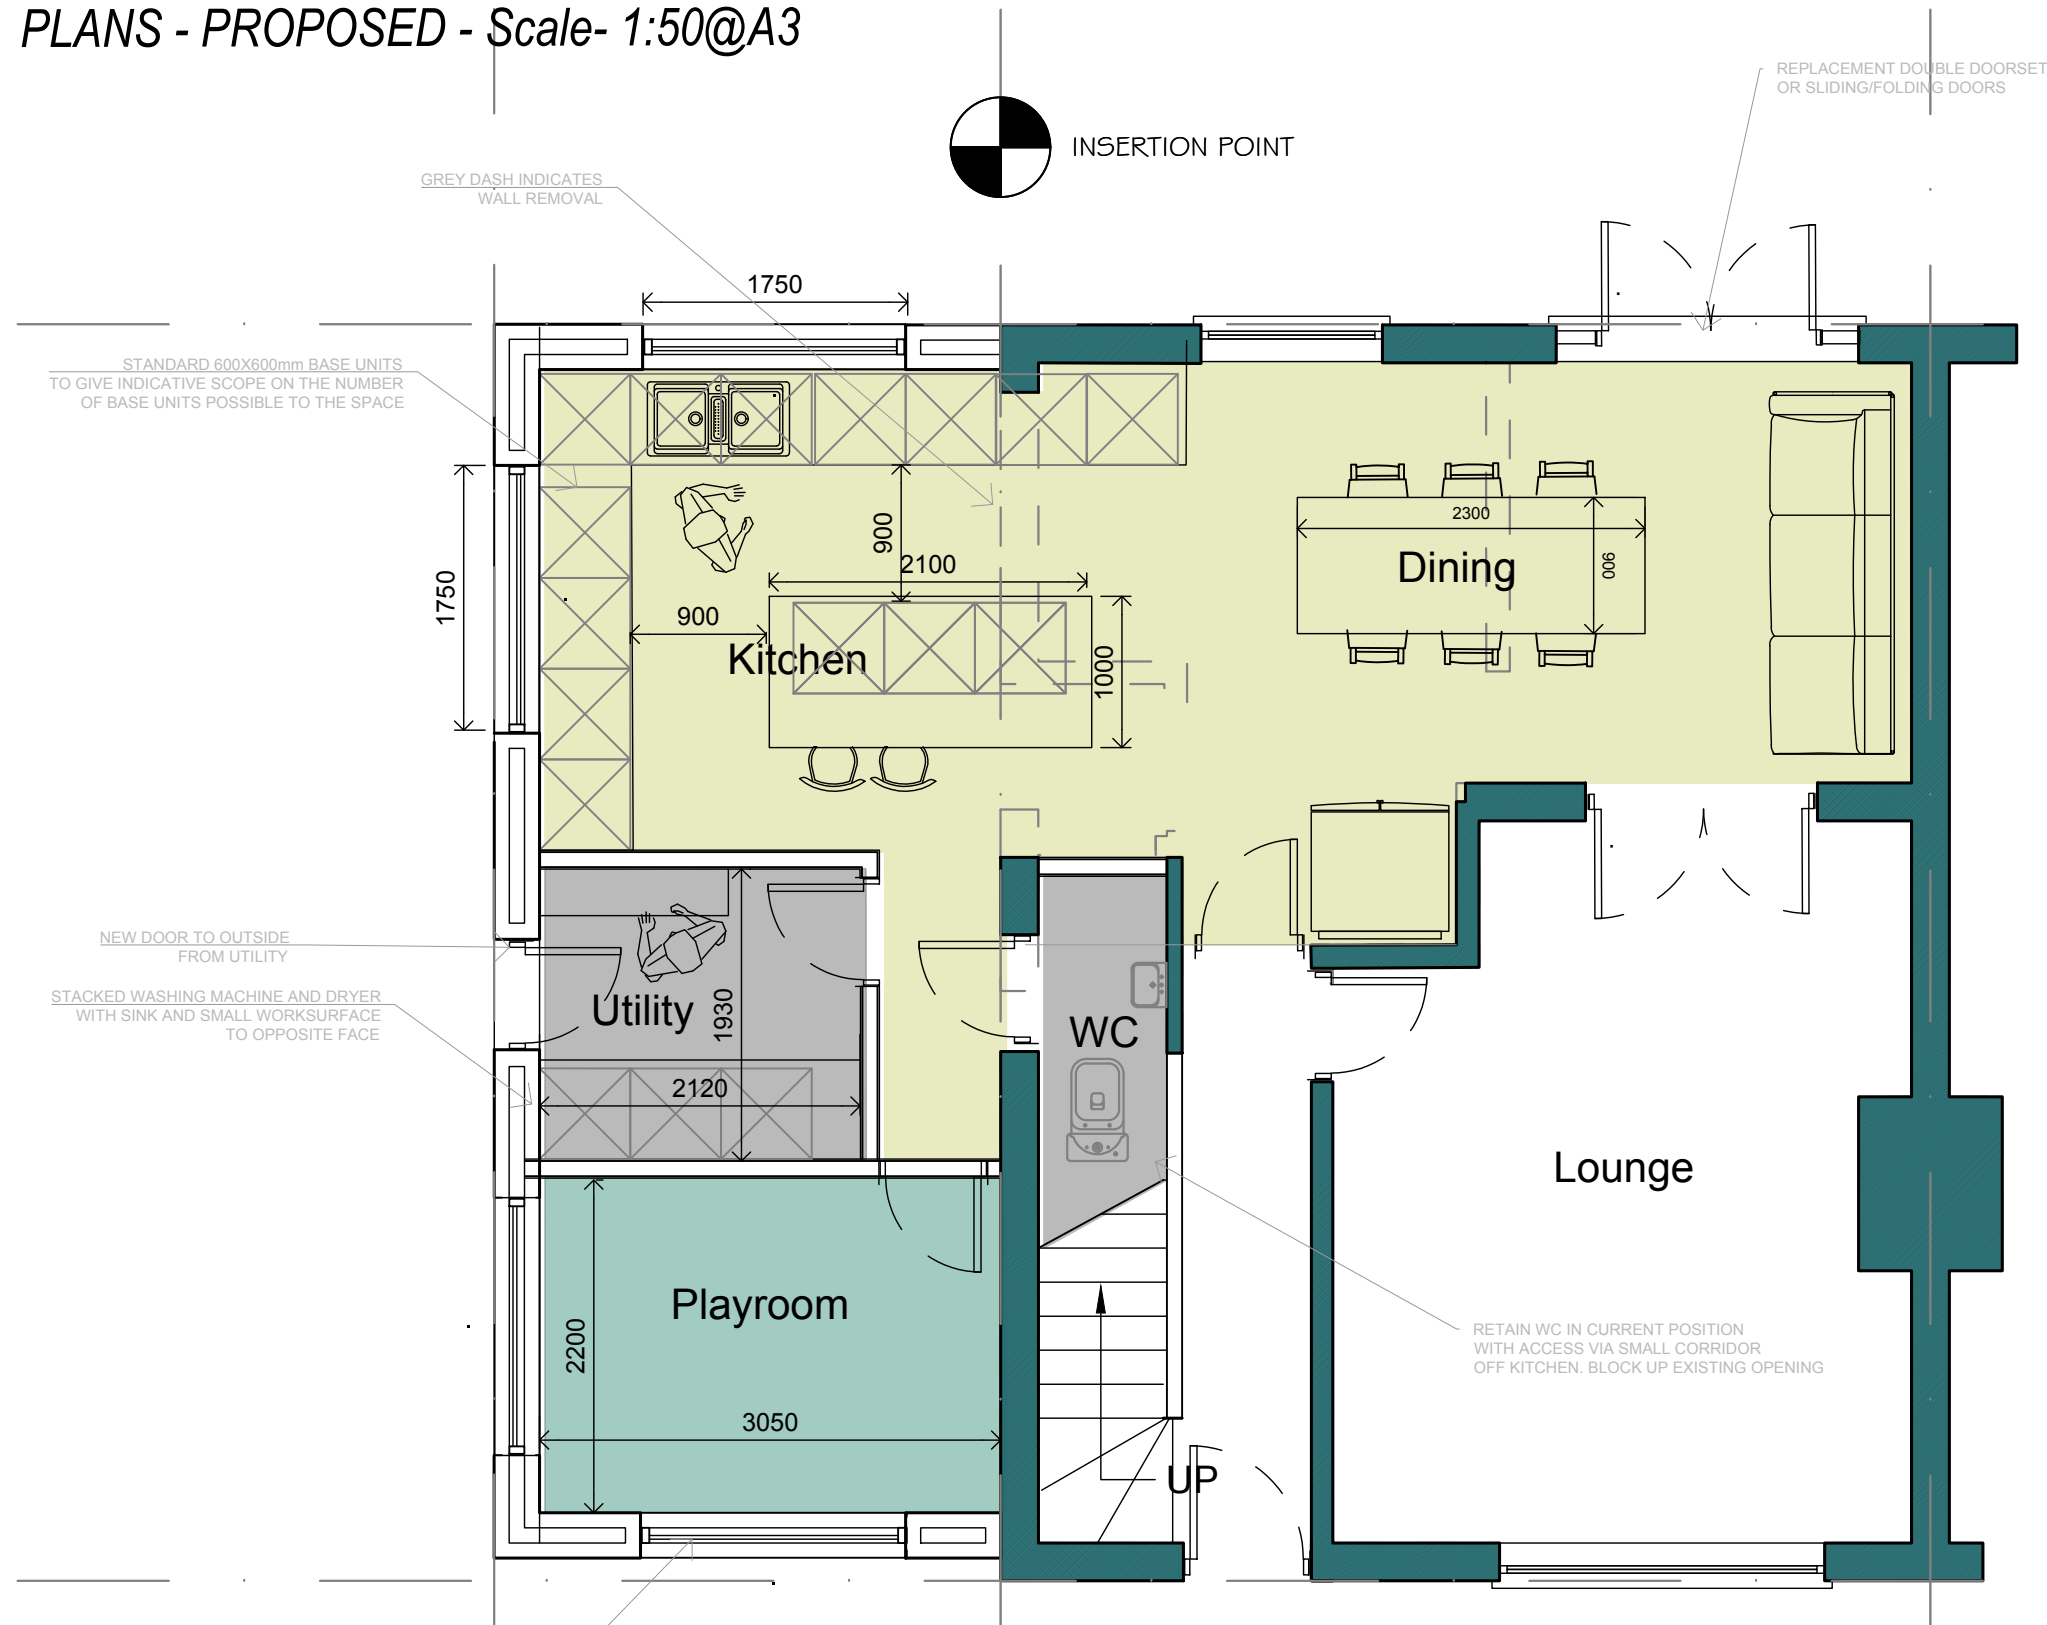 PLANS - PROPOSED - Scale- 1:50@A3
REPLACEMENT DOUBLE DOORSET
OR SLIDING/FOLDING DOORS
INSERTION POINT
GREY DASH INDICATES
WALL REMOVAL
1750
STANDARD 600X600mm BASE UNITS
TO GIVE INDICATIVE SCOPE ON THE NUMBER
OF BASE UNITS POSSIBLE TO THE SPACE
900
2100
2300
Dining
900
1750
900
Kitchen
1000
NEW DOOR TO OUTSIDE
FROM UTILITY
STACKED WASHING MACHINE AND DRYER
WITH SINK AND SMALL WORKSURFACE
TO OPPOSITE FACE
Utility
1930
WC
2120
Lounge
Playroom
2200
3050
RETAIN WC IN CURRENT POSITION
WITH ACCESS VIA SMALL CORRIDOR
OFF KITCHEN. BLOCK UP EXISTING OPENING
UP